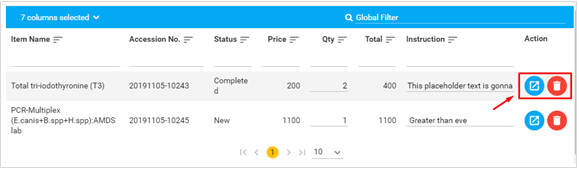 7 columns selected Global Filter
Item Name Accession No. Status Price Qty Total Instruction Action
Total tri-iodothyronine (T3) 20191105-10243 Complete 200 2 400 This placeholder text is gonna
d
PCR-Multiplex
(E.canis+B.spp+H.spp):AMDS 20191105-10245 New 1100 1 1100 Greater than eve
lab
1 10